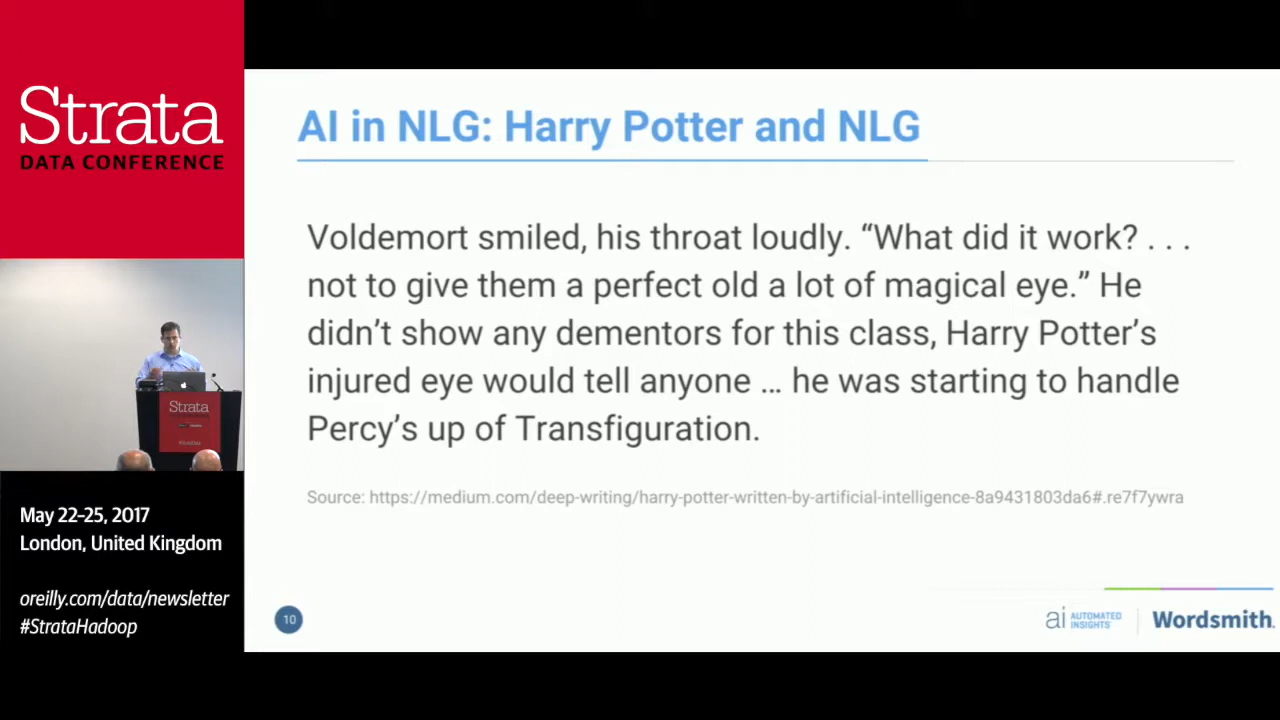 Strata
DATA CONFERENCE
Strata
May 22-25, 2017
London, United Kingdom
oreilly.com/data/newsletter
#StrataHadoop
AI in NLG: Harry Potter and NLG
Voldemort smiled, his throat loudly. “What did it work? . . .
not to give them a perfect old a lot of magical eye.” He
didn’t show any dementors for this class, Harry Potter’s
injured eye would tell anyone … he was starting to handle
Percy’s up of Transfiguration.
Source: https://medium.com/deep-writing/harry-potter-written-by-artificial-intelligence-8a9431803da6#.re7f7ywra
10
ai AUTOMATED
INSIGHTS
Wordsmith.